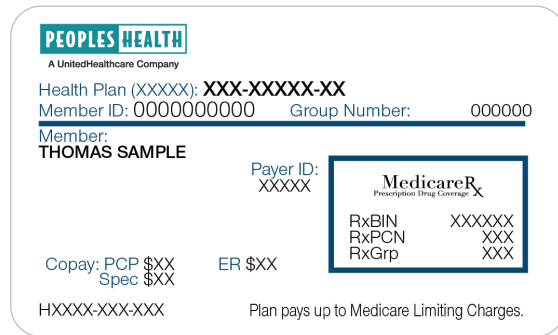 PEOPLES HEALTH
A UnitedHealthcare Company
Health Plan (XXXXX): XXX-XXXXX-XX
Member ID: 0000000000 Group Number: 000000
Member:
THOMAS SAMPLE
Payer ID:
XXXXX
MedicareRx
Prescription Drug Coverage
RxBIN XXXXXX
RxPCN XXX
RxGrp XXX
Copay: PCP $XX ER $XX
Spec $XX
HXXXX-XXX-XXX Plan pays up to Medicare Limiting Charges.